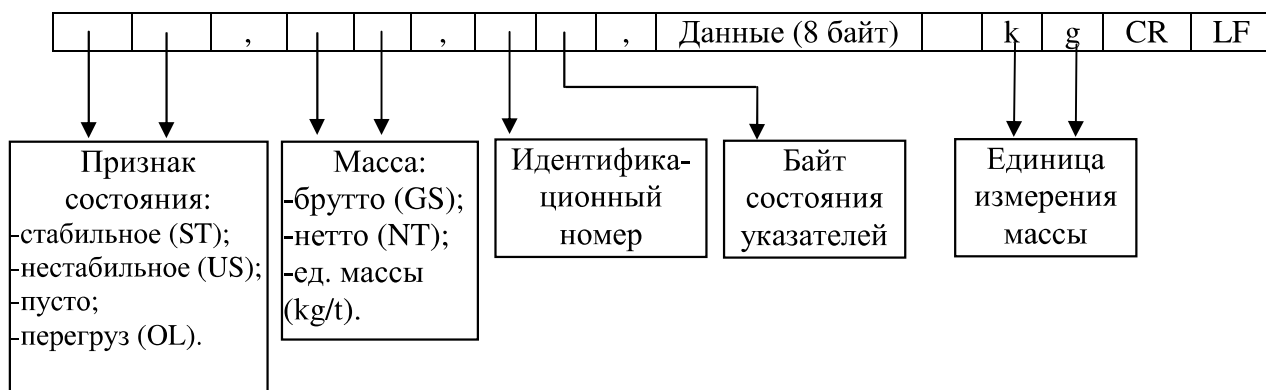 , , , Данные (8 байт) k g CR LF
Признак
состояния:
-стабильное (ST);
-нестабильное (US);
-пусто;
-перегруз (OL).
Масса:
-брутто (GS);
-нетто (NT);
-ед. массы
(kg/t).
Идентифика-
ционный
номер
Байт
состояния
указателей
Единица
измерения
массы